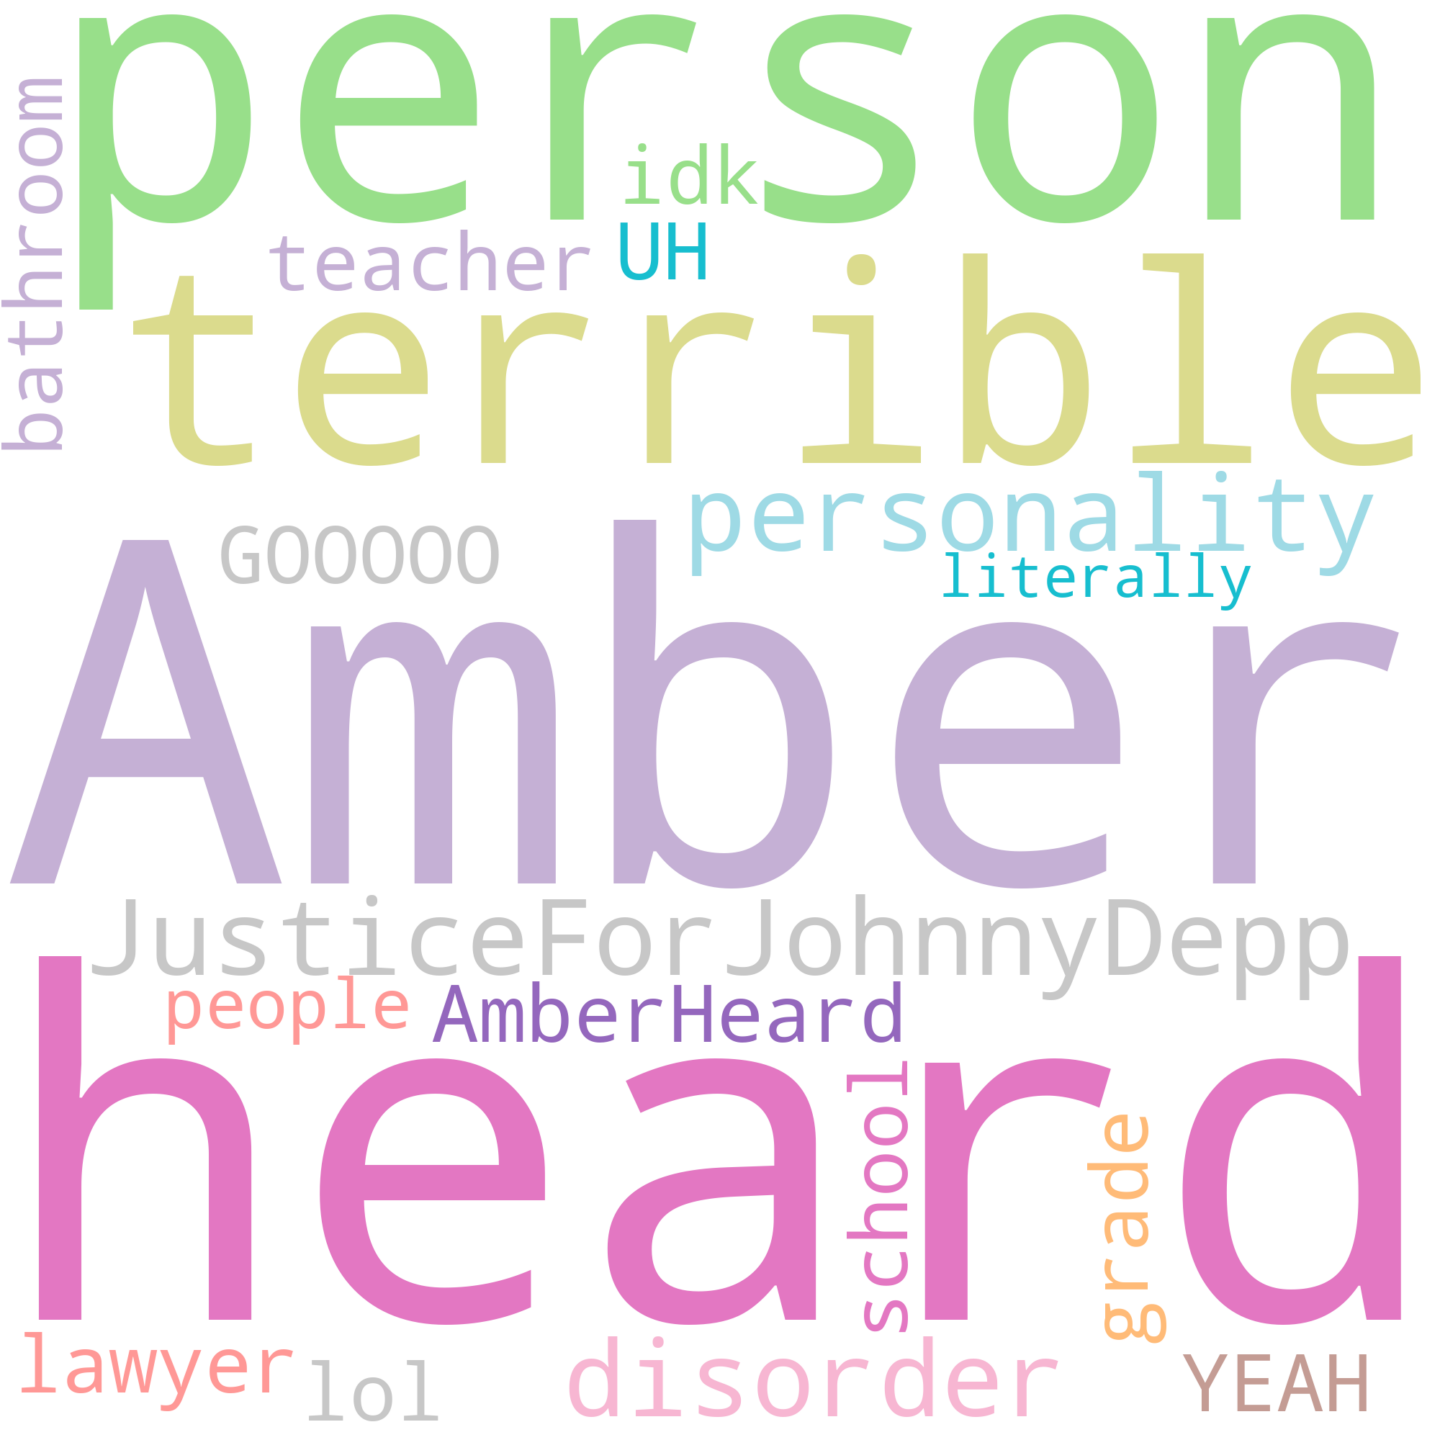 person
bathroom
idk
teacher
UH
terrible
personality
GOOOOO
literally
Amber
JusticeForJohnnyDepp
people
AmberHeard
heard
school
grade
lawyer
lol
disorder
YEAH